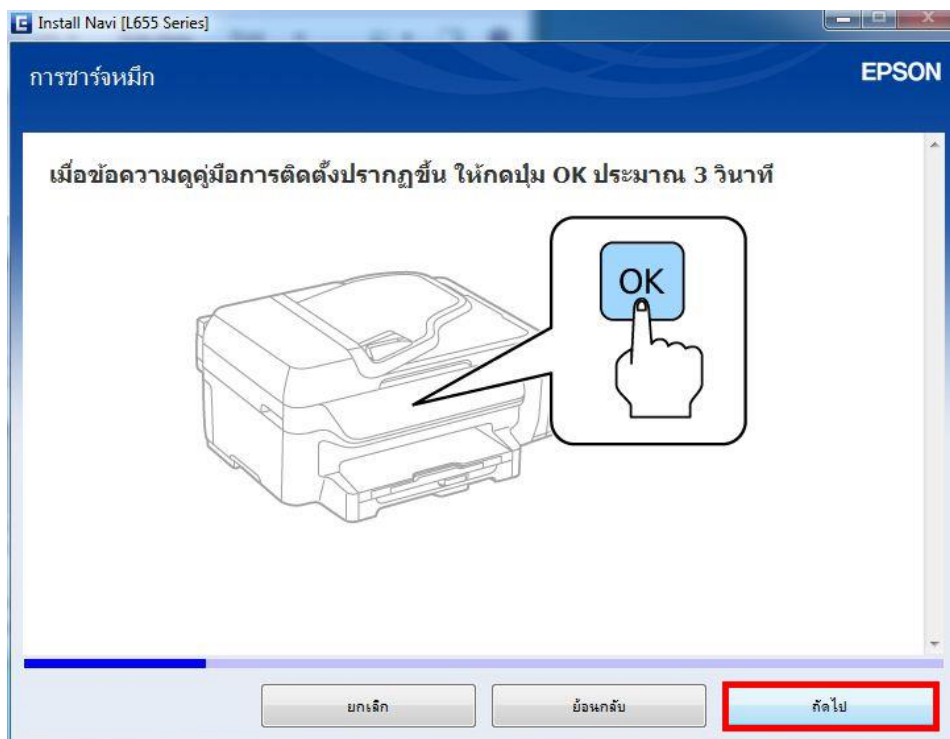 Install Navi [L655 Series]
การชาร์จหมึก
EPSON
เมื่อข้อความดูคู่มือการติดตั้งปรากฏขึ้น ให้กดปุ่ม OK ประมาณ 3 วินาที
OK
ยกเลิก
ย้อนกลับ
ถัดไป